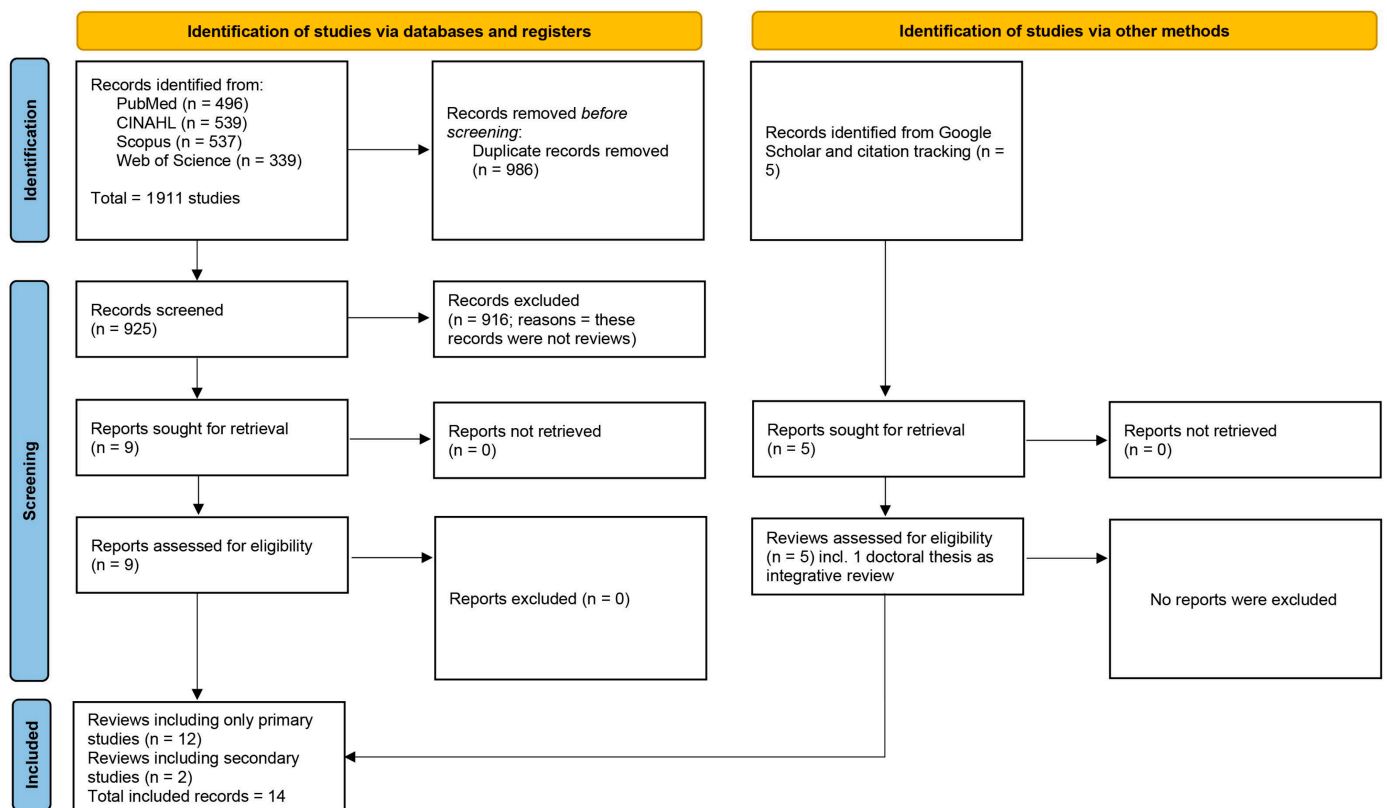 Identification of studies via databases and registers
Identification of studies via other methods
Identification
Records identified from:
PubMed (n = 496)
CINAHL (n = 539)
Scopus (n = 537)
Web of Science (n = 339)
Total = 1911 studies
Records removed before
screening:
Duplicate records removed
(n = 986)
Records identified from Google
Scholar and citation tracking (n =
5)
Screening
Records screened
(n = 925)
Records excluded
(n = 916; reasons = these
records were not reviews)
Reports sought for retrieval
(n = 9)
Reports not retrieved
(n = 0)
Reports sought for retrieval
(n = 5)
Reports not retrieved
(n = 0)
Reports assessed for eligibility
(n = 9)
Reports excluded (n = 0)
Reviews assessed for eligibility
(n = 5) incl. 1 doctoral thesis as
integrative review
No reports were excluded
Included
Reviews including only primary
studies (n = 12)
Reviews including secondary
studies (n = 2)
Total included records = 14